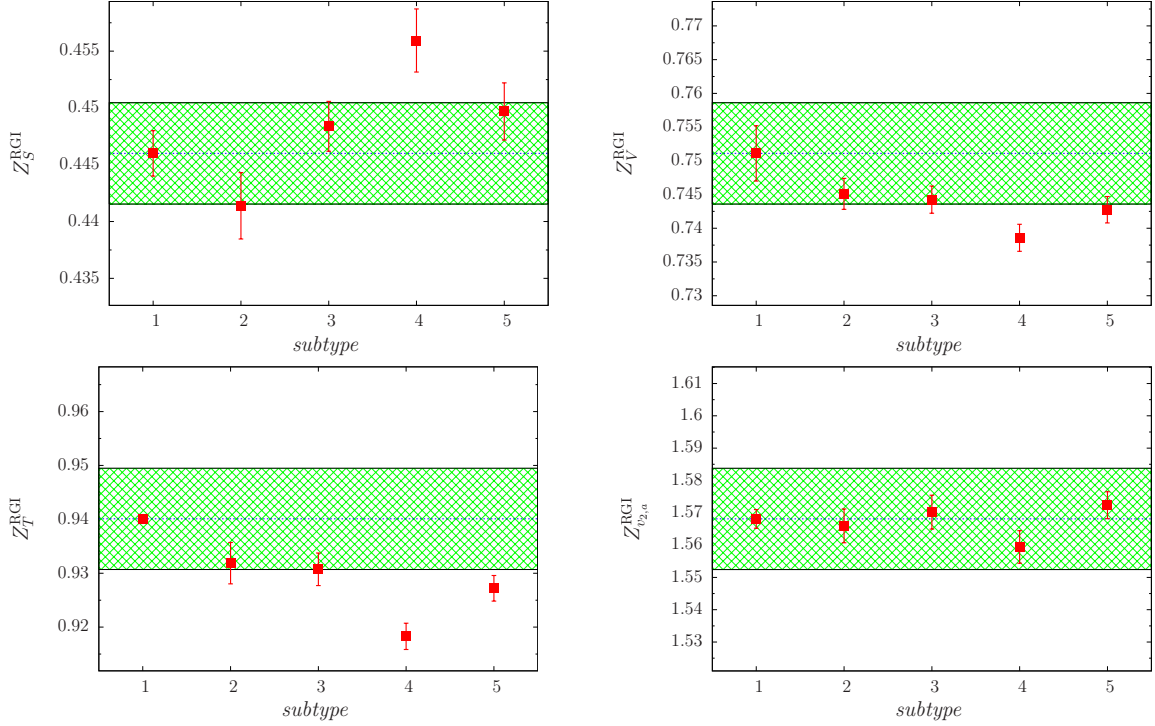 0.455
0.45
0.445
0.44
0.435
Z_S^RGI
1 2 3 4 5
subtype
0.77
0.765
0.76
0.755
0.75
0.745
0.74
0.735
0.73
Z_V^RGI
1 2 3 4 5
subtype
0.96
0.95
0.94
0.93
0.92
Z_T^RGI
1 2 3 4 5
subtype
1.61
1.6
1.59
1.58
1.57
1.56
1.55
1.54
1.53
Z_{v_{2,a}}^RGI
1 2 3 4 5
subtype